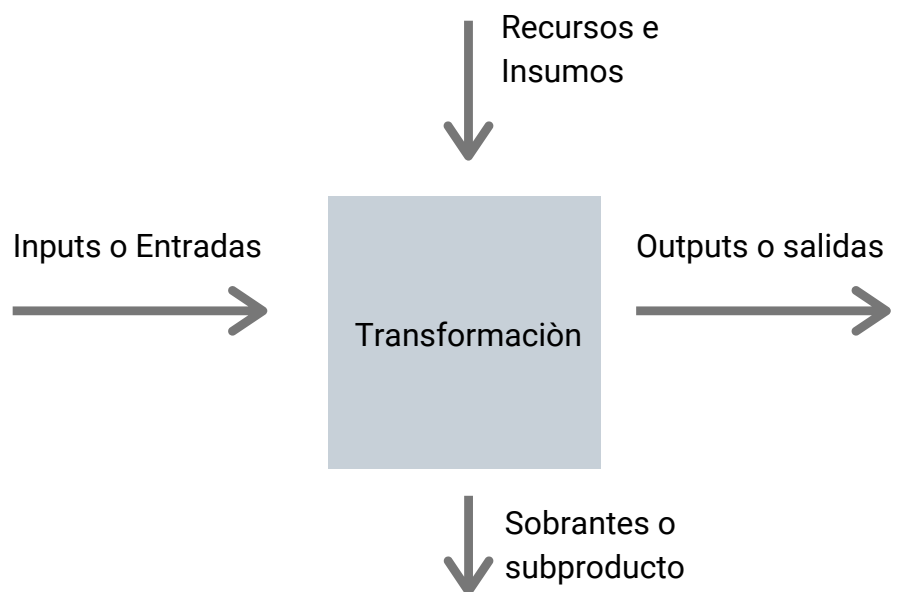 Recursos e
Insumos
Inputs o Entradas
Outputs o salidas
Transformaciòn
Sobrantes o
subproducto